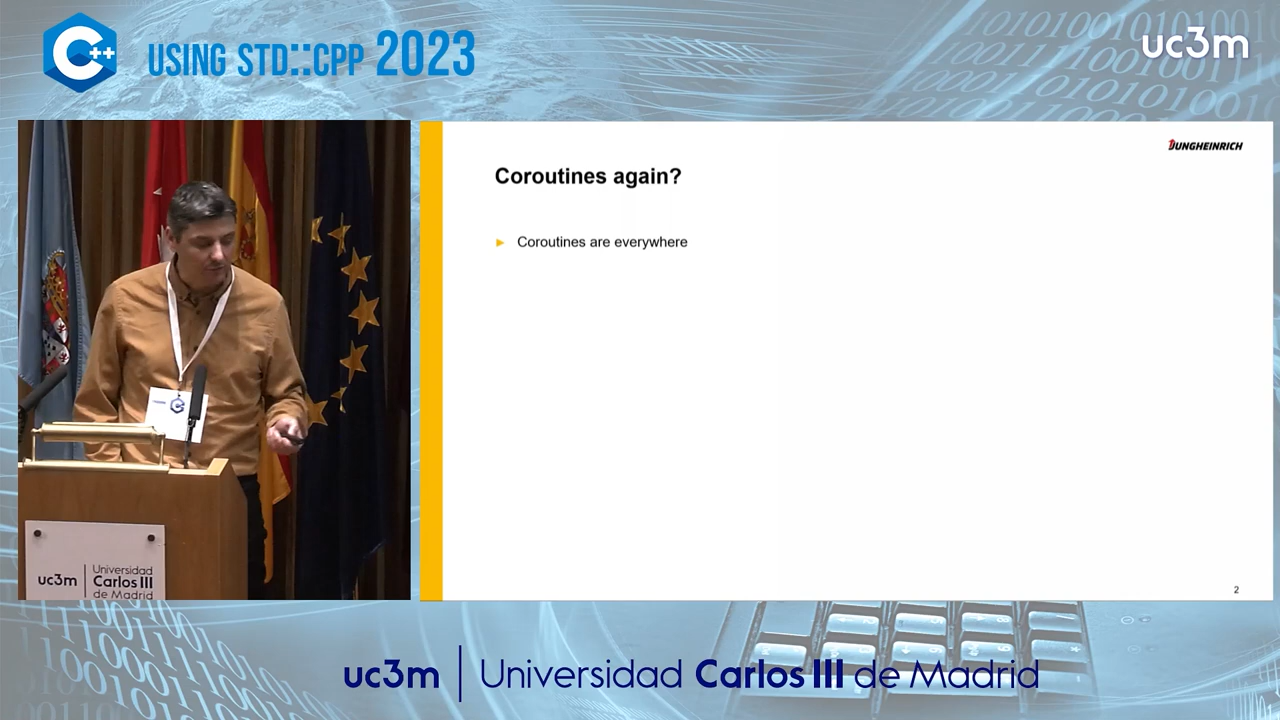 C++
USING STD::CPP 2023
uc3m
JUNGHEINRICH
Coroutines again?
► Coroutines are everywhere
2
uc3m
Universidad
Carlos III
de Madrid
uc3m | Universidad Carlos III de Madrid